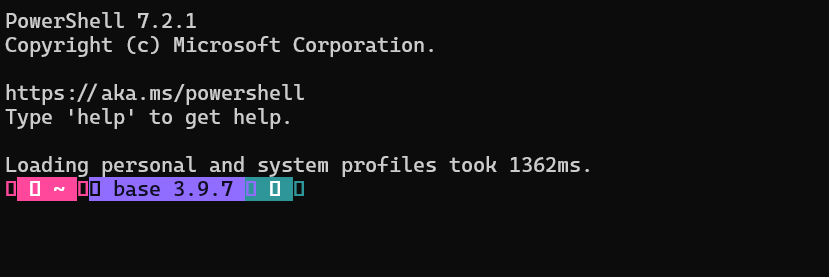 PowerShell 7.2.1
Copyright (c) Microsoft Corporation.
https://aka.ms/powershell
Type 'help' to get help.
Loading personal and system profiles took 1362ms.
~ base 3.9.7